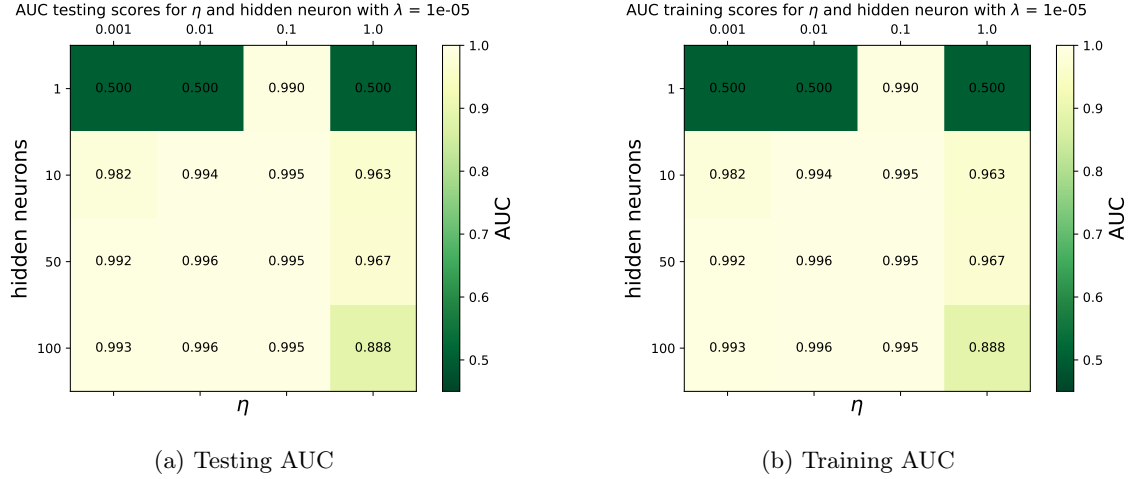 AUC testing scores for η and hidden neuron with λ = 1e-05
0.001 0.01 0.1 1.0
1 0.500 0.500 0.990 0.500
10 0.982 0.994 0.995 0.963
50 0.992 0.996 0.995 0.967
100 0.993 0.996 0.995 0.888
hidden neurons
η
1.0
0.9
0.8
0.7
0.6
0.5
AUC
(a) Testing AUC
AUC training scores for η and hidden neuron with λ = 1e-05
0.001 0.01 0.1 1.0
1 0.500 0.500 0.990 0.500
10 0.982 0.994 0.995 0.963
50 0.992 0.996 0.995 0.967
100 0.993 0.996 0.995 0.888
hidden neurons
η
1.0
0.9
0.8
0.7
0.6
0.5
AUC
(b) Training AUC